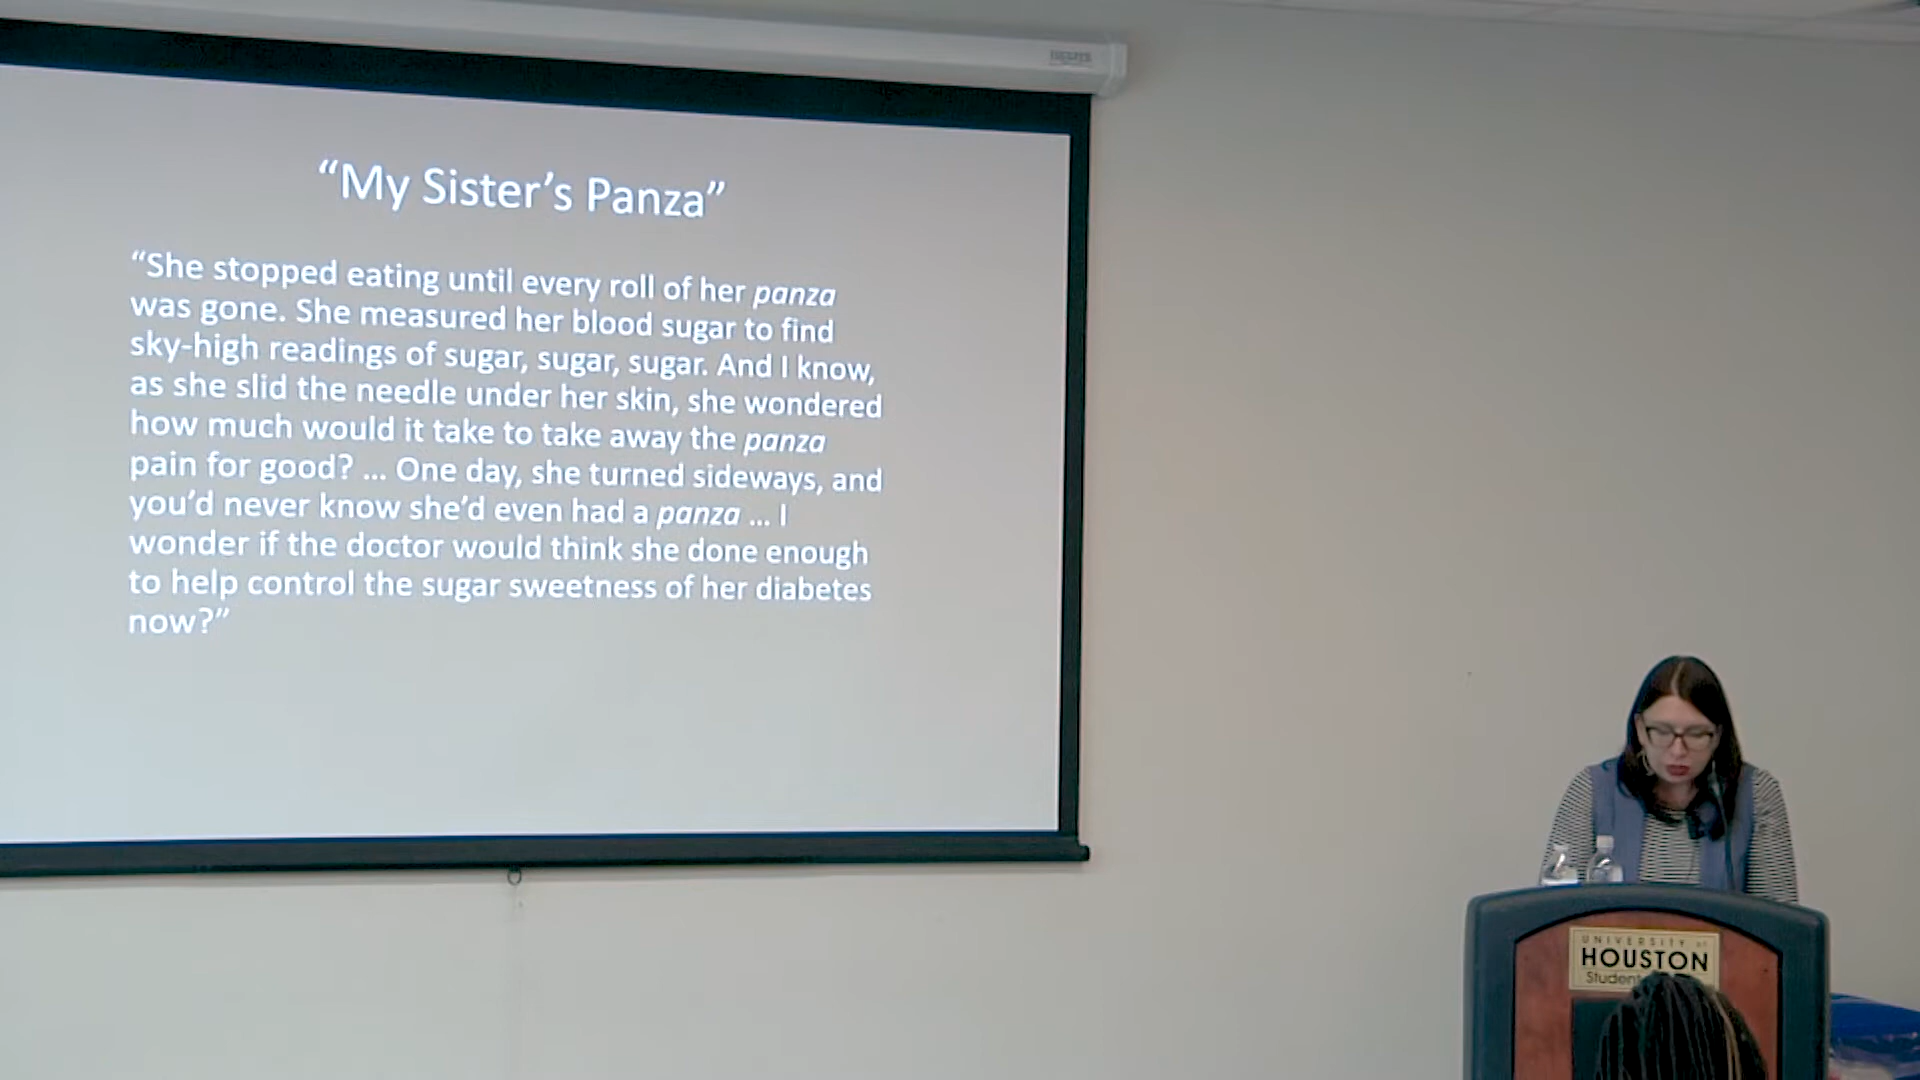 “My Sister’s Panza”
“She stopped eating until every roll of her panza
was gone. She measured her blood sugar to find
sky-high readings of sugar, sugar, sugar. And I know,
as she slid the needle under her skin, she wondered
how much would it take to take away the panza
pain for good? ... One day, she turned sideways, and
you’d never know she’d even had a panza ... I
wonder if the doctor would think she done enough
to help control the sugar sweetness of her diabetes
now?”
UNIVERSITY of
HOUSTON
Student